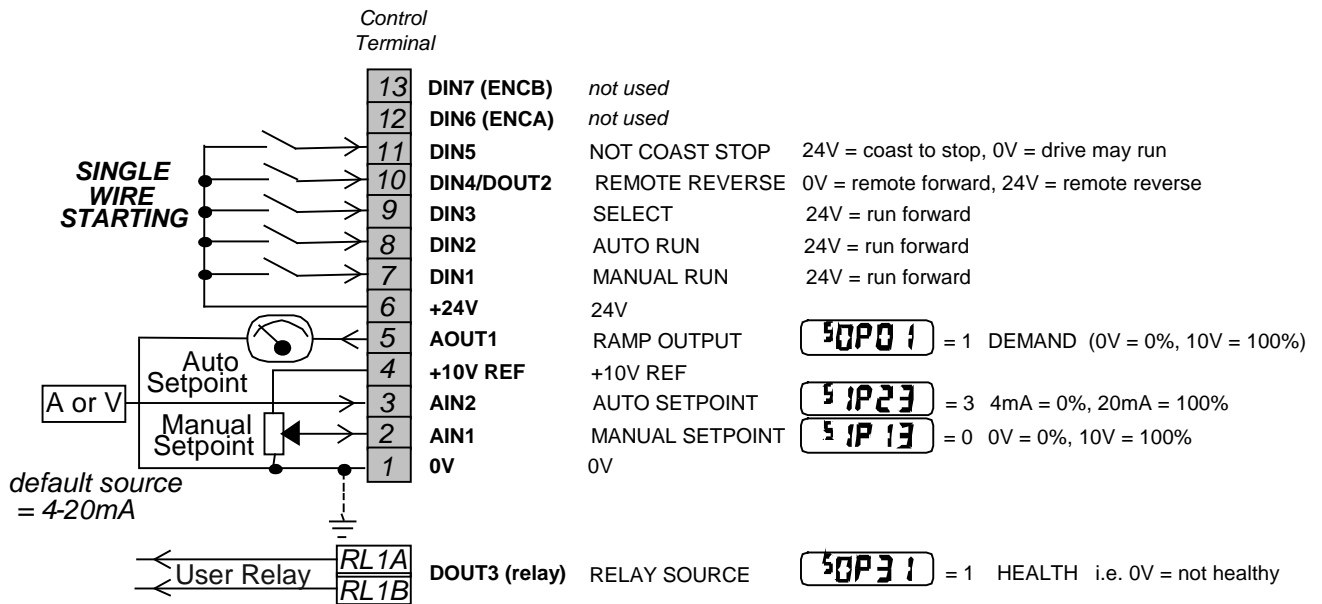 Control
Terminal
13 DIN7 (ENCB) not used
12 DIN6 (ENCA) not used
11 DIN5 NOT COAST STOP 24V = coast to stop, 0V = drive may run
SINGLE
WIRE
STARTING
10 DIN4/DOUT2 REMOTE REVERSE 0V = remote forward, 24V = remote reverse
9 DIN3 SELECT 24V = run forward
8 DIN2 AUTO RUN 24V = run forward
7 DIN1 MANUAL RUN 24V = run forward
6 +24V 24V
5 AOUT1 RAMP OUTPUT SOP01 = 1 DEMAND (0V = 0%, 10V = 100%)
Auto
Setpoint
4 +10V REF +10V REF
A or V
3 AIN2 AUTO SETPOINT SIP23 = 3 4mA = 0%, 20mA = 100%
Manual
Setpoint
2 AIN1 MANUAL SETPOINT SIP13 = 0 0V = 0%, 10V = 100%
1 0V 0V
default source
= 4-20mA
User Relay
RL1A
RL1B
DOUT3 (relay) RELAY SOURCE SOP31 = 1 HEALTH i.e. 0V = not healthy